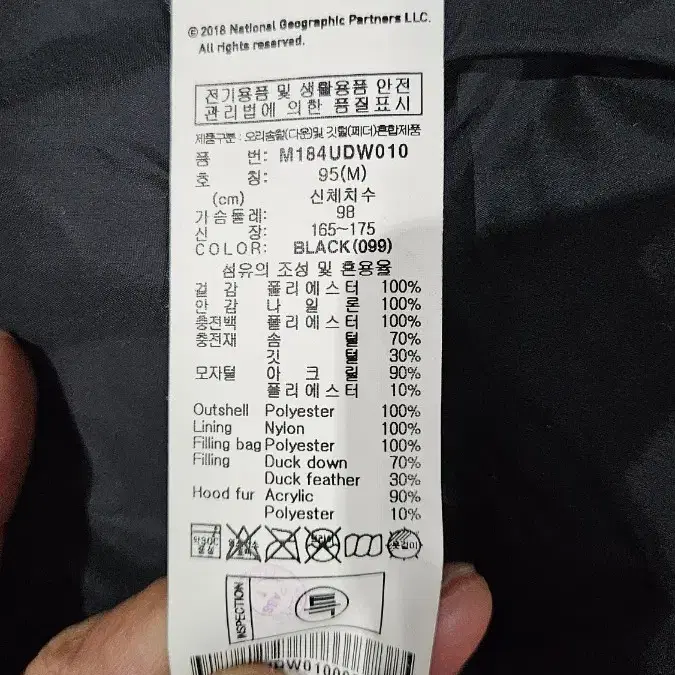 © 2018 National Geographic Partners LLC.
All rights reserved.
전기용품 및 생활용품 안전
관리법에 의한 품질표시
제품구분 : 오리솜털(다운)및 깃털(페더)혼합제품
품 번: M184UDW010
호 칭: 95(M)
(cm) 신체치수
가슴둘레: 98
신 장: 165~175
COLOR: BLACK(099)
섬유의 조성 및 혼용율
겉 감 폴리에스터 100%
안 감 나 일 론 100%
충전백 폴리에스터 100%
충전재 솜 털 70%
깃 털 30%
모자털 아 크 릴 90%
폴리에스터 10%
Outshell Polyester 100%
Lining Nylon 100%
Filling bag Polyester 100%
Filling Duck down 70%
Duck feather 30%
Hood fur Acrylic 90%
Polyester 10%
옷걸이
INSPECTION